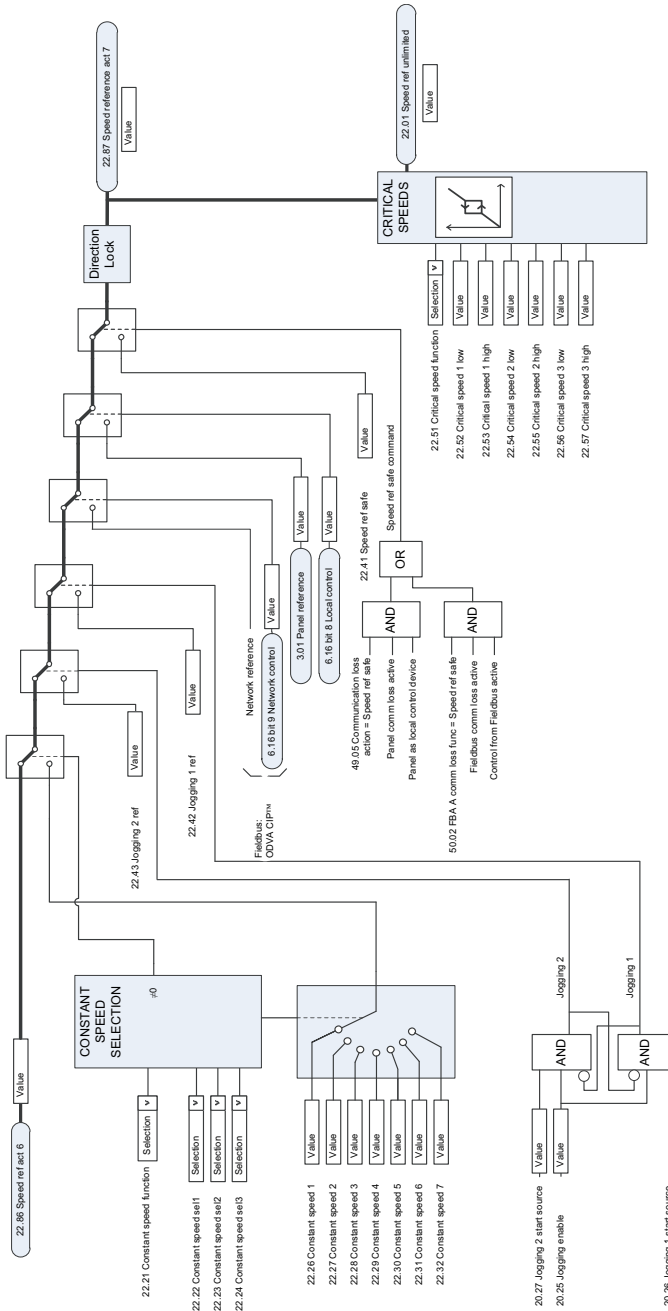 22.86 Speed ref act 6
Value
22.21 Constant speed function
Selection
22.22 Constant speed sel1
Selection
22.23 Constant speed sel2
Selection
22.24 Constant speed sel3
Selection
CONSTANT
SPEED
SELECTION
≠0
22.26 Constant speed 1
Value
22.27 Constant speed 2
Value
22.28 Constant speed 3
Value
22.29 Constant speed 4
Value
22.30 Constant speed 5
Value
22.31 Constant speed 6
Value
22.32 Constant speed 7
Value
20.27 Jogging 2 start source
Value
20.25 Jogging enable
Value
20.26 Jogging 1 start source
AND
Jogging 2
AND
Jogging 1
22.43 Jogging 2 ref
Value
22.42 Jogging 1 ref
Value
Fieldbus:
ODVA CIP™
Network reference
6.16 bit 9 Network control
Value
3.01 Panel reference
Value
6.16 bit 8 Local control
Value
22.41 Speed ref safe
Value
49.05 Communication loss
action = Speed ref safe
Panel comm loss active
Panel as local control device
AND
50.02 FBA A comm loss func = Speed ref safe
Fieldbus comm loss active
Control from Fieldbus active
AND
OR
Speed ref safe command
Direction
Lock
22.87 Speed reference act 7
Value
22.51 Critical speed function
Selection
22.52 Critical speed 1 low
Value
22.53 Critical speed 1 high
Value
22.54 Critical speed 2 low
Value
22.55 Critical speed 2 high
Value
22.56 Critical speed 3 low
Value
22.57 Critical speed 3 high
Value
CRITICAL
SPEEDS
22.01 Speed ref unlimited
Value